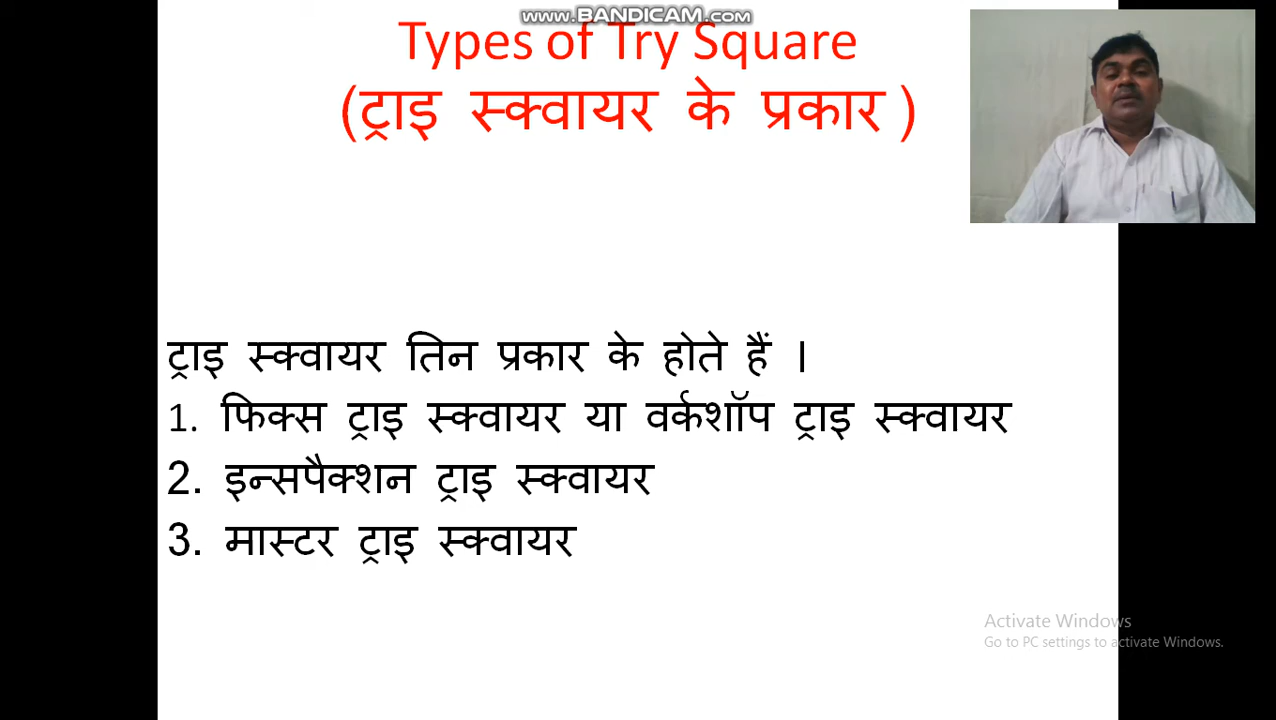 www.BANDICAM.com
Types of Try Square
(ट्राइ स्क्वायर के प्रकार )
ट्राइ स्क्वायर तिन प्रकार के होते हैं ।
1. फिक्स ट्राइ स्क्वायर या वर्कशॉप ट्राइ स्क्वायर
2. इन्सपैक्शन ट्राइ स्क्वायर
3. मास्टर ट्राइ स्क्वायर
Activate Windows
Go to PC settings to activate Windows.